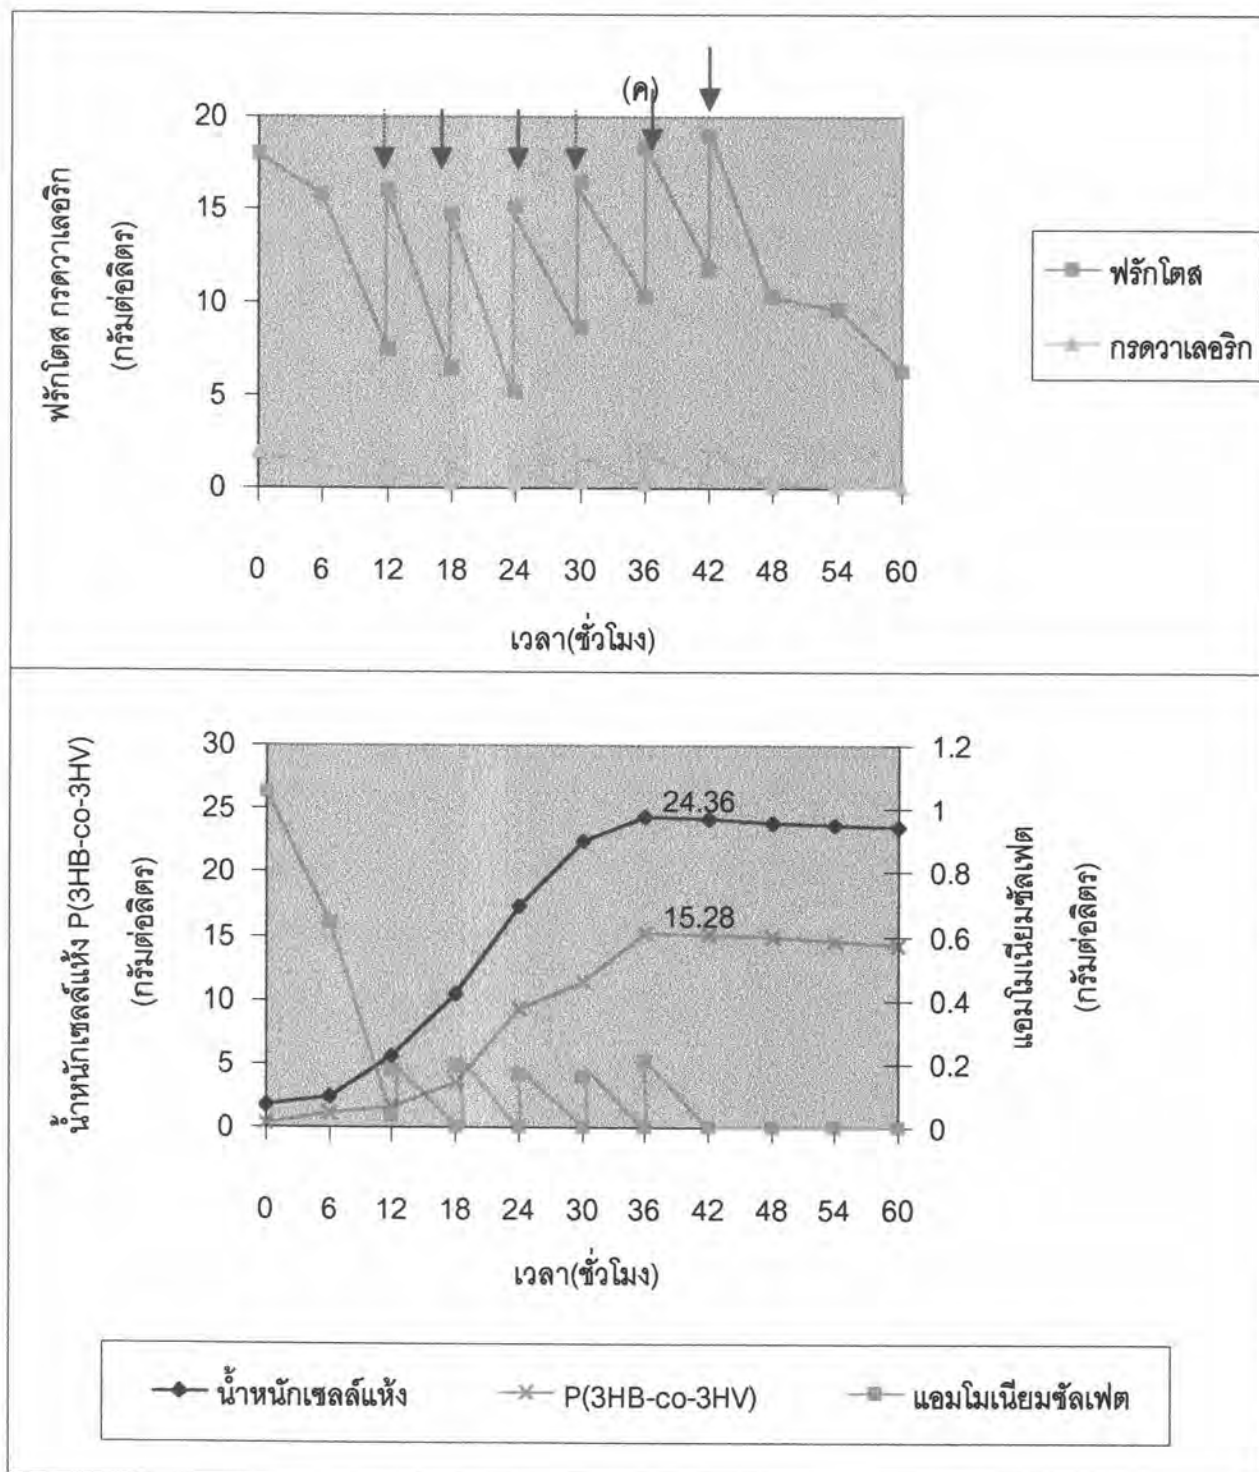 (ค)
ฟรักโตส กรดวาเลอริก
(กรัมต่อลิตร)
20
15
10
5
0
0 6 12 18 24 30 36 42 48 54 60
เวลา(ชั่วโมง)
ฟรักโตส
กรดวาเลอริก
น้ำหนักเซลล์แห้ง P(3HB-co-3HV)
(กรัมต่อลิตร)
30
25
20
15
10
5
0
24.36
15.28
1.2
1
0.8
0.6
0.4
0.2
0
แอมโมเนียมซัลเฟต
(กรัมต่อลิตร)
0 6 12 18 24 30 36 42 48 54 60
เวลา(ชั่วโมง)
น้ำหนักเซลล์แห้ง P(3HB-co-3HV) แอมโมเนียมซัลเฟต